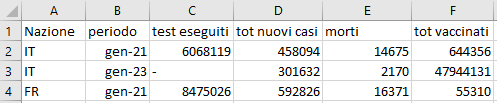 A B C D E F
1 Nazione periodo test eseguiti tot nuovi casi morti tot vaccinati
2 IT gen-21 6068119 458094 14675 644356
3 IT gen-23 - 301632 2170 47944131
4 FR gen-21 8475026 592826 16371 55310